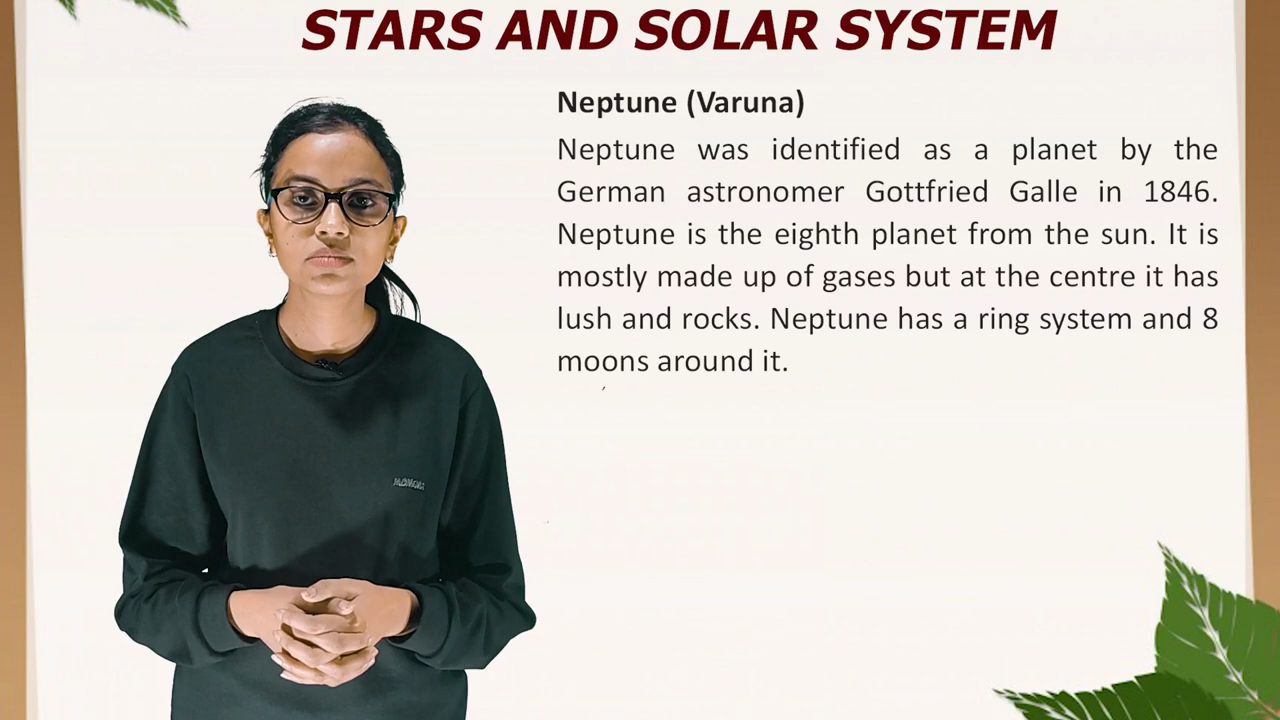 STARS AND SOLAR SYSTEM
Neptune (Varuna)
Neptune was identified as a planet by the
German astronomer Gottfried Galle in 1846.
Neptune is the eighth planet from the sun. It is
mostly made up of gases but at the centre it has
lush and rocks. Neptune has a ring system and 8
moons around it.